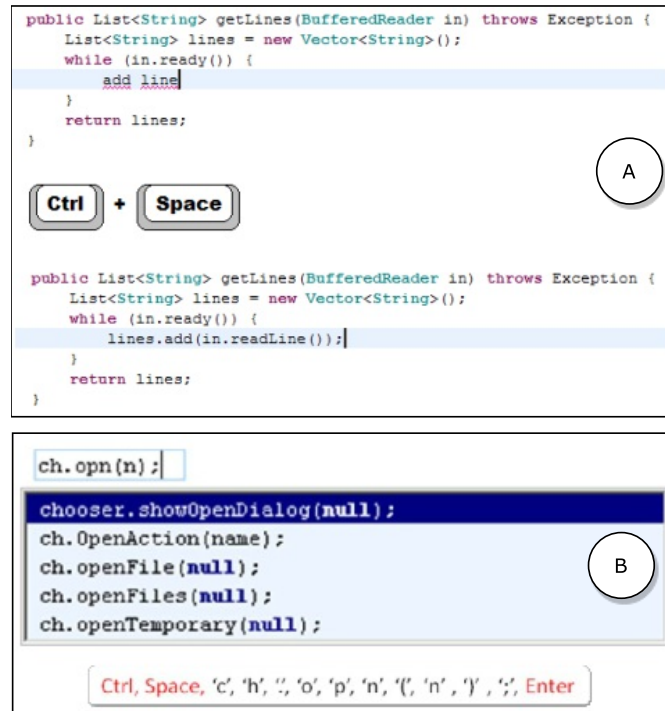 public List<String> getLines(BufferedReader in) throws Exception {
List<String> lines = new Vector<String>();
while (in.ready()) {
add line
}
return lines;
}
A
Ctrl + Space
public List<String> getLines(BufferedReader in) throws Exception {
List<String> lines = new Vector<String>();
while (in.ready()) {
lines.add(in.readLine());
}
return lines;
}
ch.opn(n);
chooser.showOpenDialog(null);
ch.OpenAction(name);
ch.openFile(null);
B
ch.openFiles(null);
ch.openTemporary(null);
Ctrl, Space, ‘c’, ‘h’, ‘.’, ‘o’, ‘p’, ‘n’, ‘(’, ‘n’ , ‘)’ , ‘;’, Enter